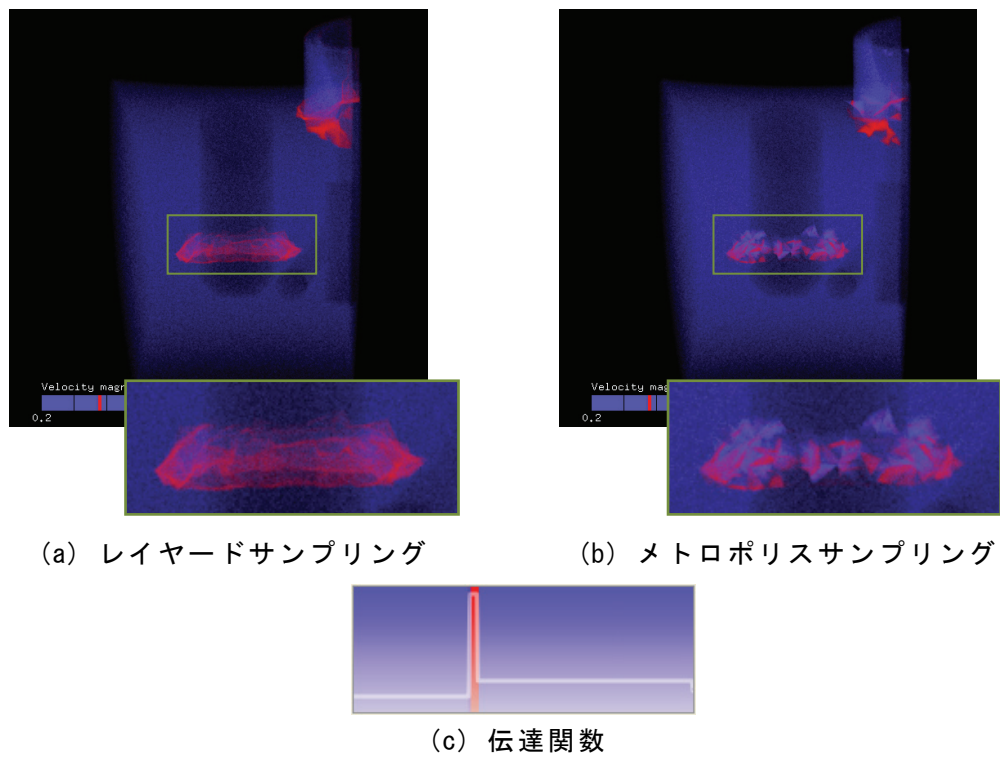 Velocity magn
0.2
Velocity mag
0.2
(a) レイヤードサンプリング
(b) メトロポリスサンプリング
(c) 伝達関数